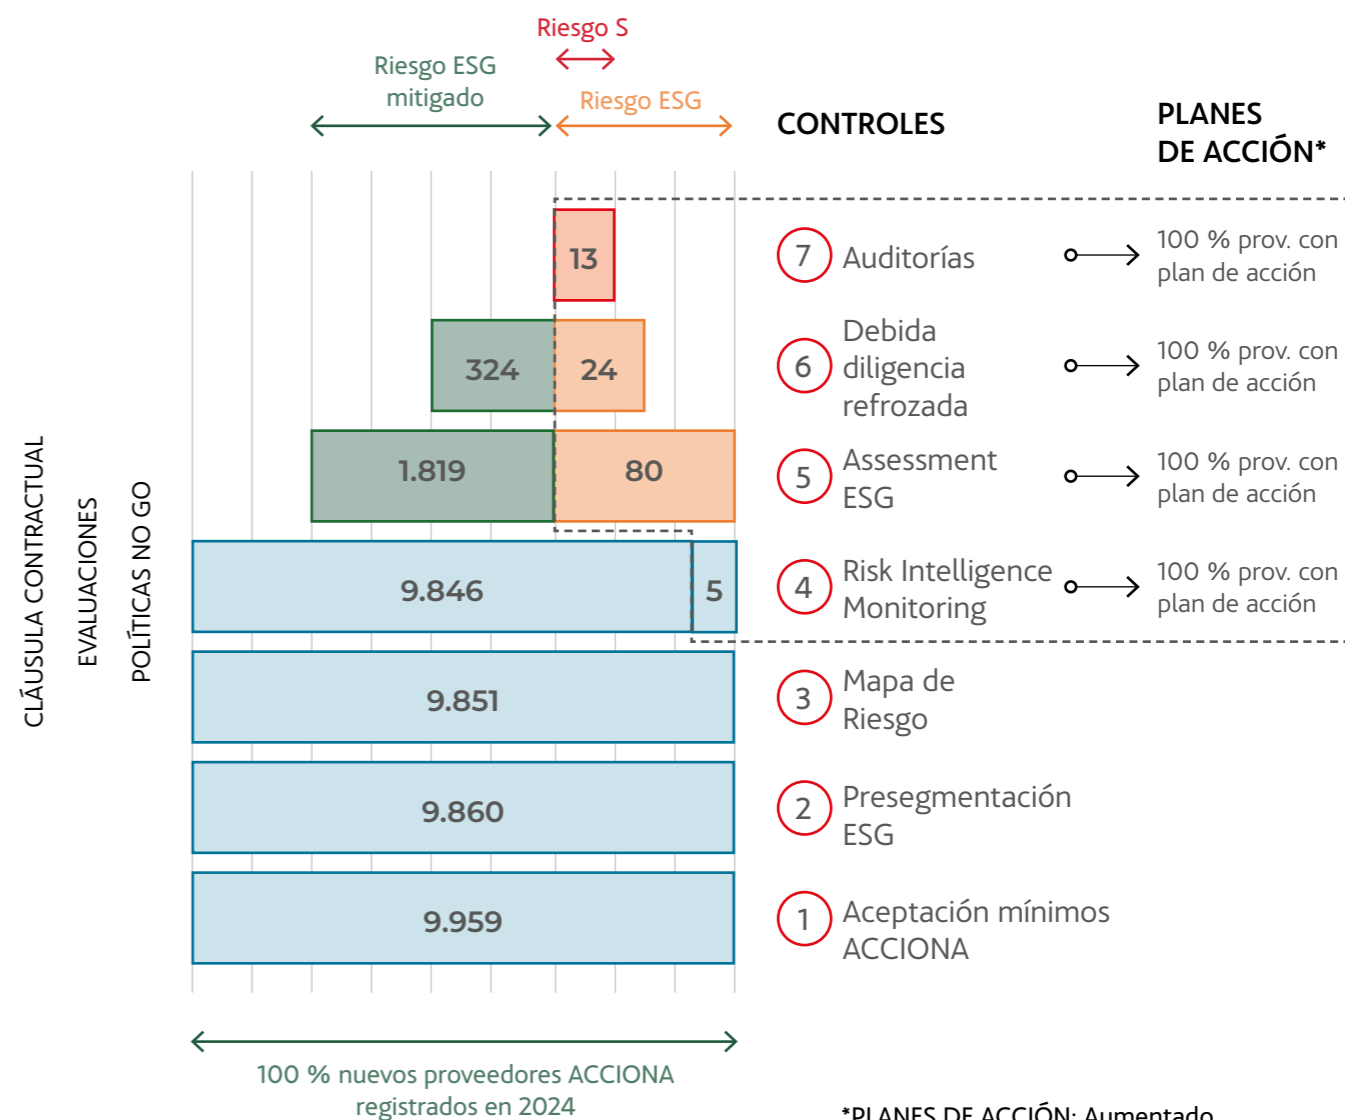 Riesgo S
Riesgo ESG
mitigado
Riesgo ESG
CONTROLES
PLANES
DE ACCIÓN*
13
7
Auditorías
100 % prov. con
plan de acción
324
24
6
Debida
diligencia
refrozada
100 % prov. con
plan de acción
1.819
80
5
Assessment
ESG
100 % prov. con
plan de acción
9.846
5
4
Risk Intelligence
Monitoring
100 % prov. con
plan de acción
9.851
3
Mapa de
Riesgo
9.860
2
Presegmentación
ESG
9.959
1
Aceptación mínimos
ACCIONA
CLÁUSULA CONTRACTUAL
EVALUACIONES
POLÍTICAS NO GO
100 % nuevos proveedores ACCIONA
registrados en 2024
*PLANES DE ACCIÓN: Aumentado